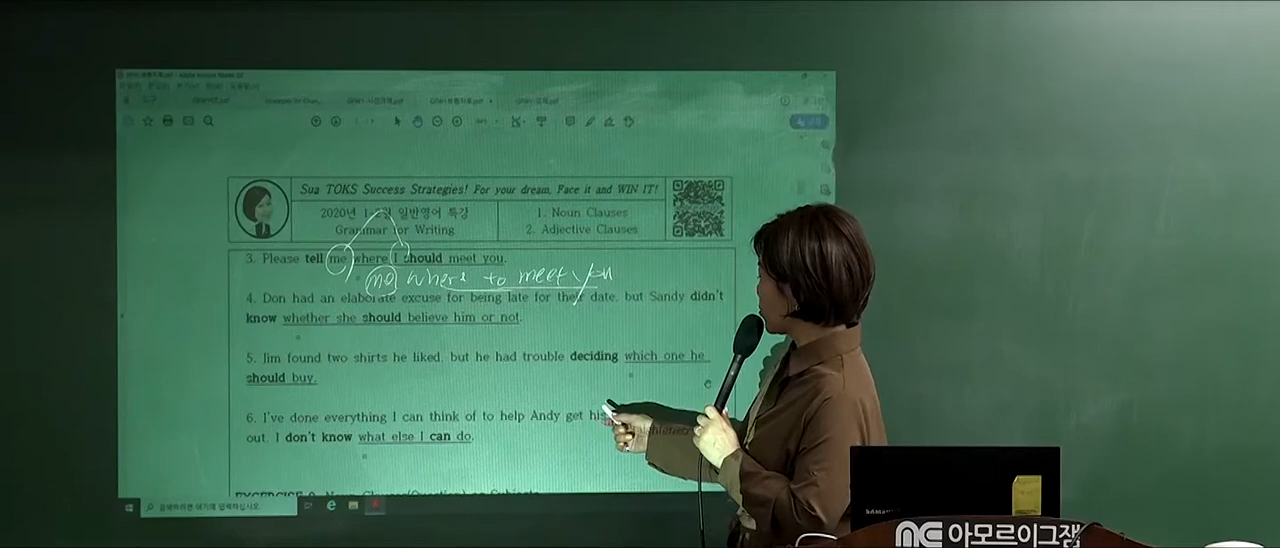 Sua TOKS Success Strategies! For your dream, Face it and WIN IT!
2020년 1-2월 일반영어 특강
Grammar for Writing
1. Noun Clauses
2. Adjective Clauses
3. Please tell me where I should meet you.
me where to meet you
4. Don had an elaborate excuse for being late for their date, but Sandy didn't
know whether she should believe him or not.
5. Jim found two shirts he liked, but he had trouble deciding which one he
should buy.
6. I've done everything I can think of to help Andy get his
out. I don't know what else I can do.
아모르이그잼